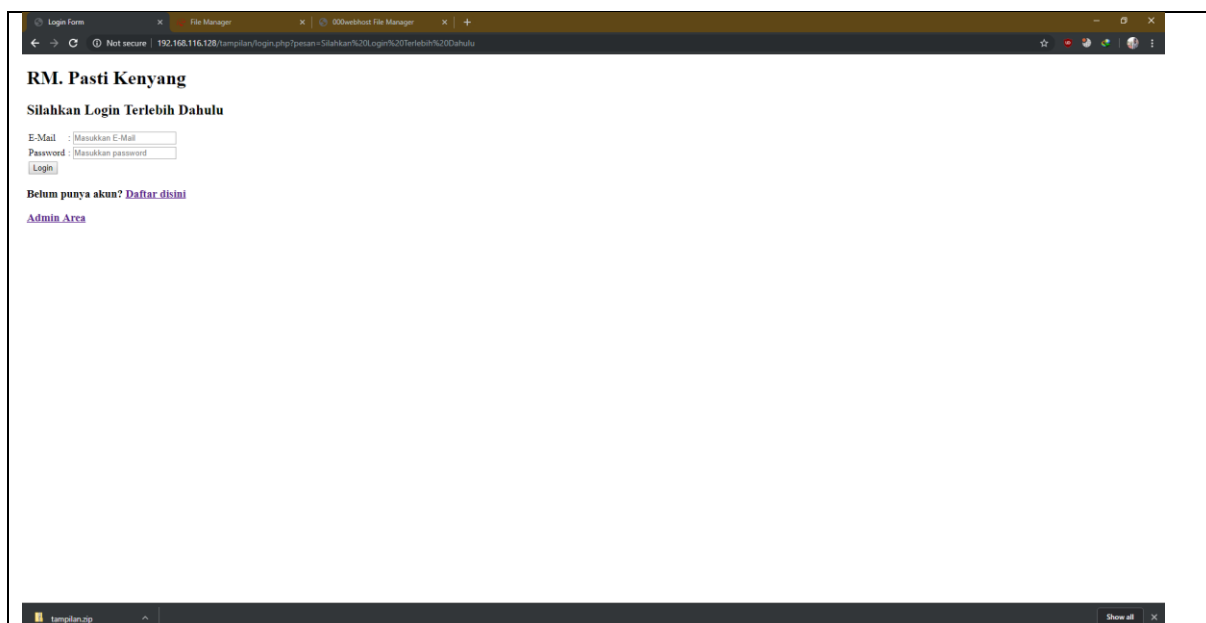 Login Form File Manager 000webhost File Manager
Not secure 192.168.116.128/tampilan/login.php?pesan=Silahkan%20Login%20Terlebih%20Dahulu
RM. Pasti Kenyang
Silahkan Login Terlebih Dahulu
E-Mail : Masukkan E-Mail
Password : Masukkan password
Login
Belum punya akun? Daftar disini
Admin Area
tampilan.zip Show all